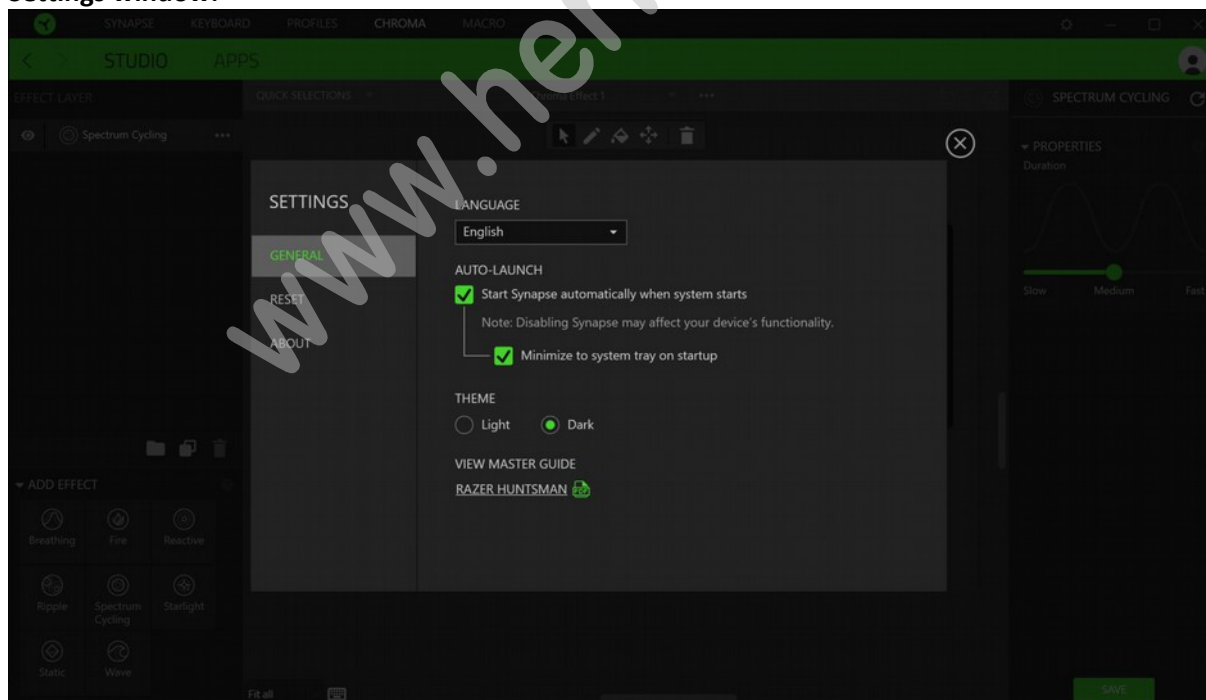 settings window.
SYNAPSE KEYBOARD PROFILES CHROMA MACRO
STUDIO APPS
EFFECT LAYER
QUICK SELECTIONS
Chroma Effect 1
SPECTRUM CYCLING
Spectrum Cycling
PROPERTIES
Duration
Slow Medium Fast
SETTINGS
GENERAL
RESET
ABOUT
LANGUAGE
English
AUTO-LAUNCH
Start Synapse automatically when system starts
Note: Disabling Synapse may affect your device's functionality.
Minimize to system tray on startup
THEME
Light Dark
VIEW MASTER GUIDE
RAZER HUNTSMAN PDF
ADD EFFECT
Breathing Fire Reactive
Ripple Spectrum Cycling Starlight
Static Wave
Fit all
SAVE
www.her